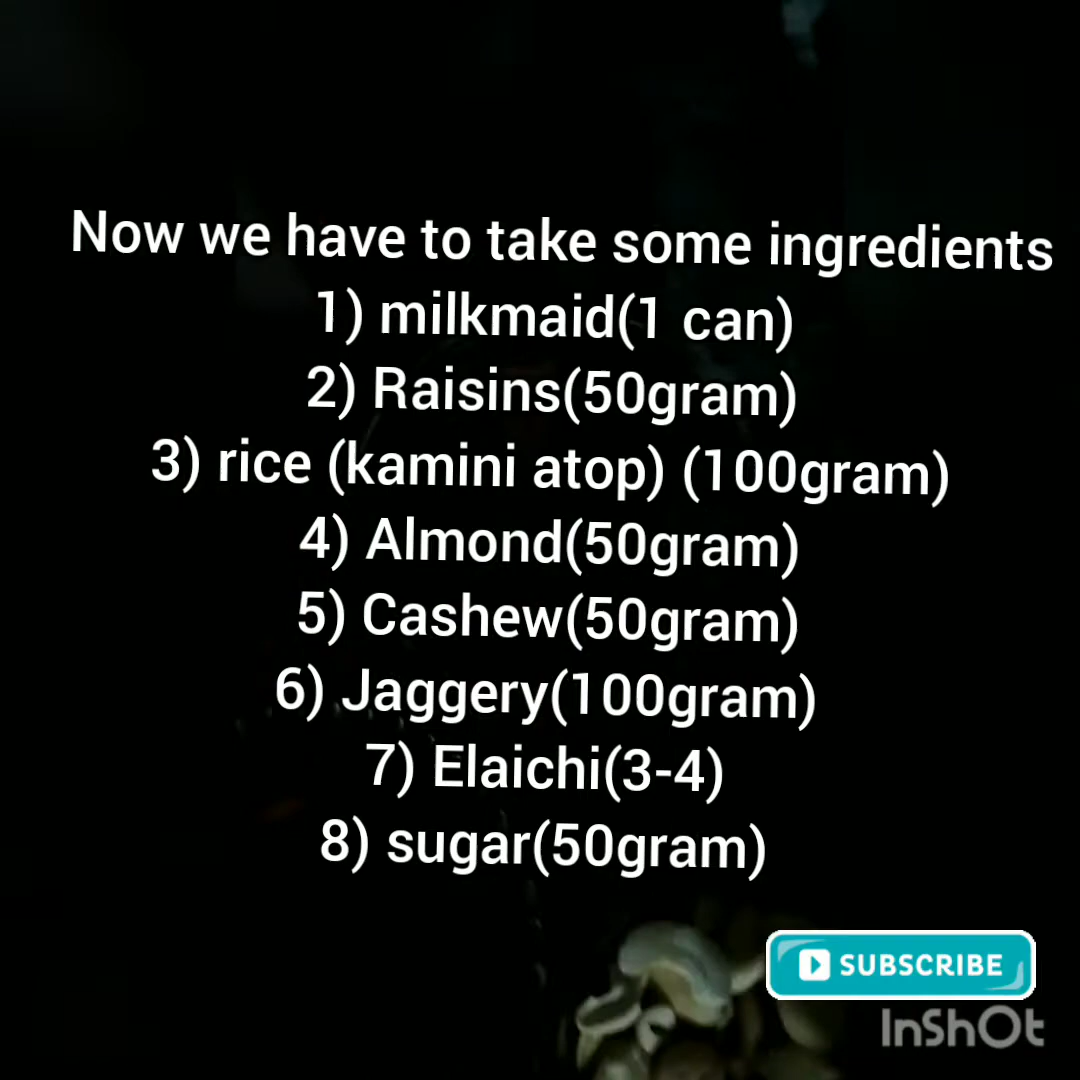 Now we have to take some ingredients
1) milkmaid(1 can)
2) Raisins(50gram)
3) rice (kamini atop) (100gram)
4) Almond(50gram)
5) Cashew(50gram)
6) Jaggery(100gram)
7) Elaichi(3-4)
8) sugar(50gram)
SUBSCRIBE
InShOt